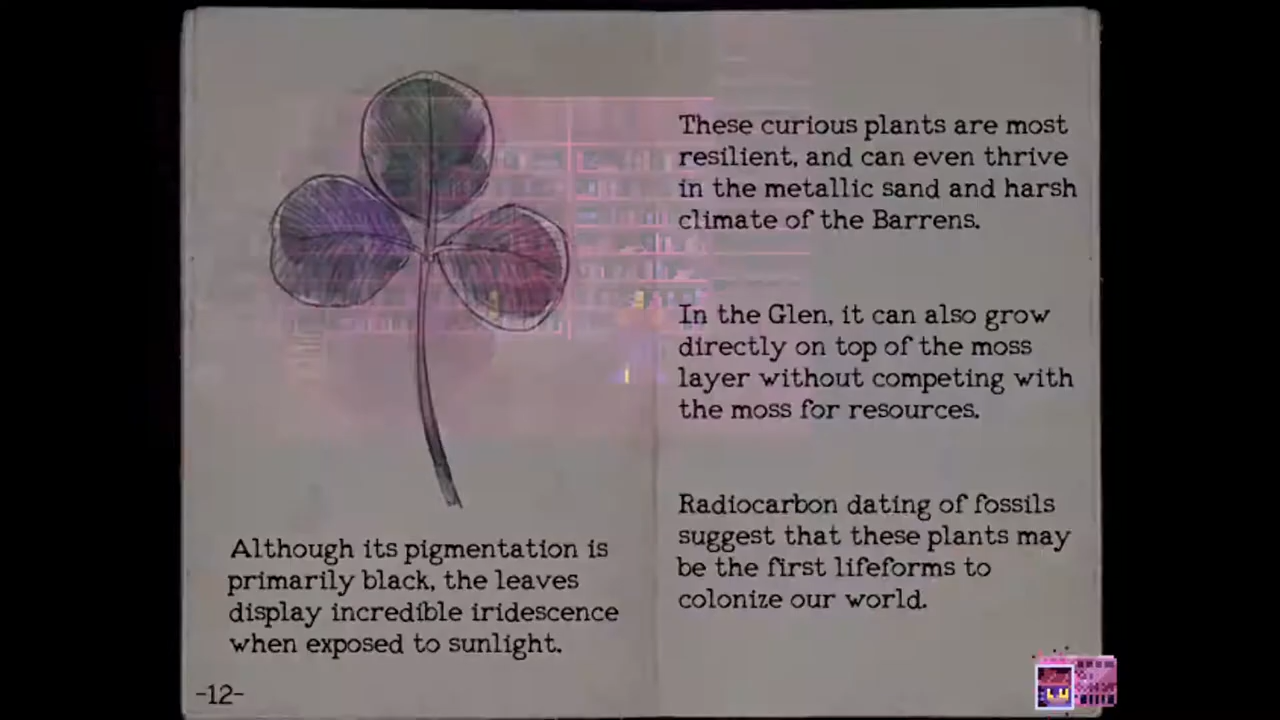 Although its pigmentation is
primarily black, the leaves
display incredible iridescence
when exposed to sunlight.
-12-
These curious plants are most
resilient, and can even thrive
in the metallic sand and harsh
climate of the Barrens.
In the Glen, it can also grow
directly on top of the moss
layer without competing with
the moss for resources.
Radiocarbon dating of fossils
suggest that these plants may
be the first lifeforms to
colonize our world.